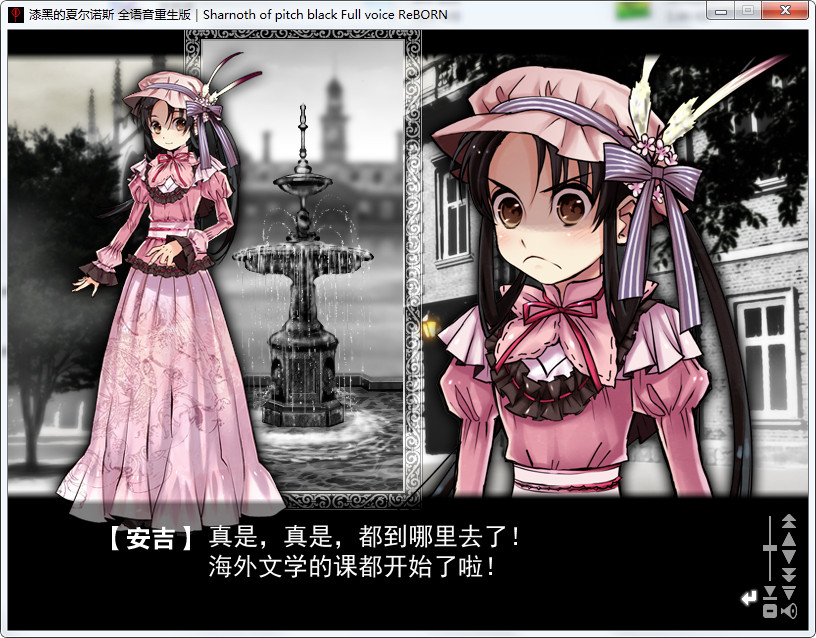 漆黑的夏尔诺斯 全语音重生版 | Sharnoth of pitch black Full voice ReBORN
【安吉】真是，真是，都到哪里去了！
海外文学的课都开始了啦！